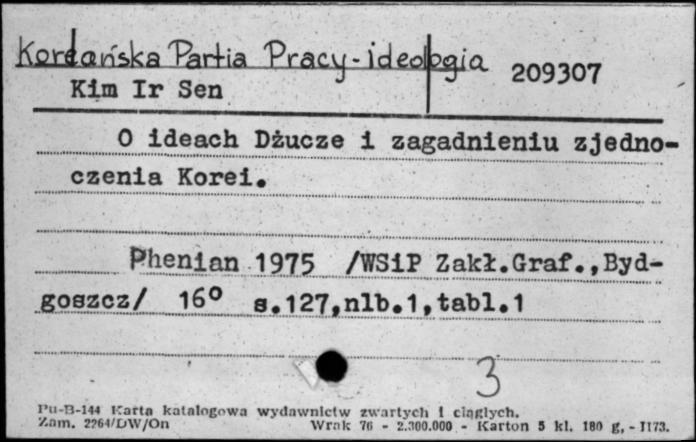 Koreańska Partia Pracy-ideologia
209307
Kim Ir Sen
O ideach Dżucze i zagadnieniu zjedno-
czenia Korei.
Phenian 1975 /WSiP Zakł.Graf.,Byd-
goszcz/ 16° s.127,nlb.1,tabl.1
3
Pu-B-144 Karta katalogowa wydawnictw zwartych i ciągłych.
Zam. 2264/DW/On Wrak 76 - 2.300.000 - Karton 5 kl. 180 g, - I173.